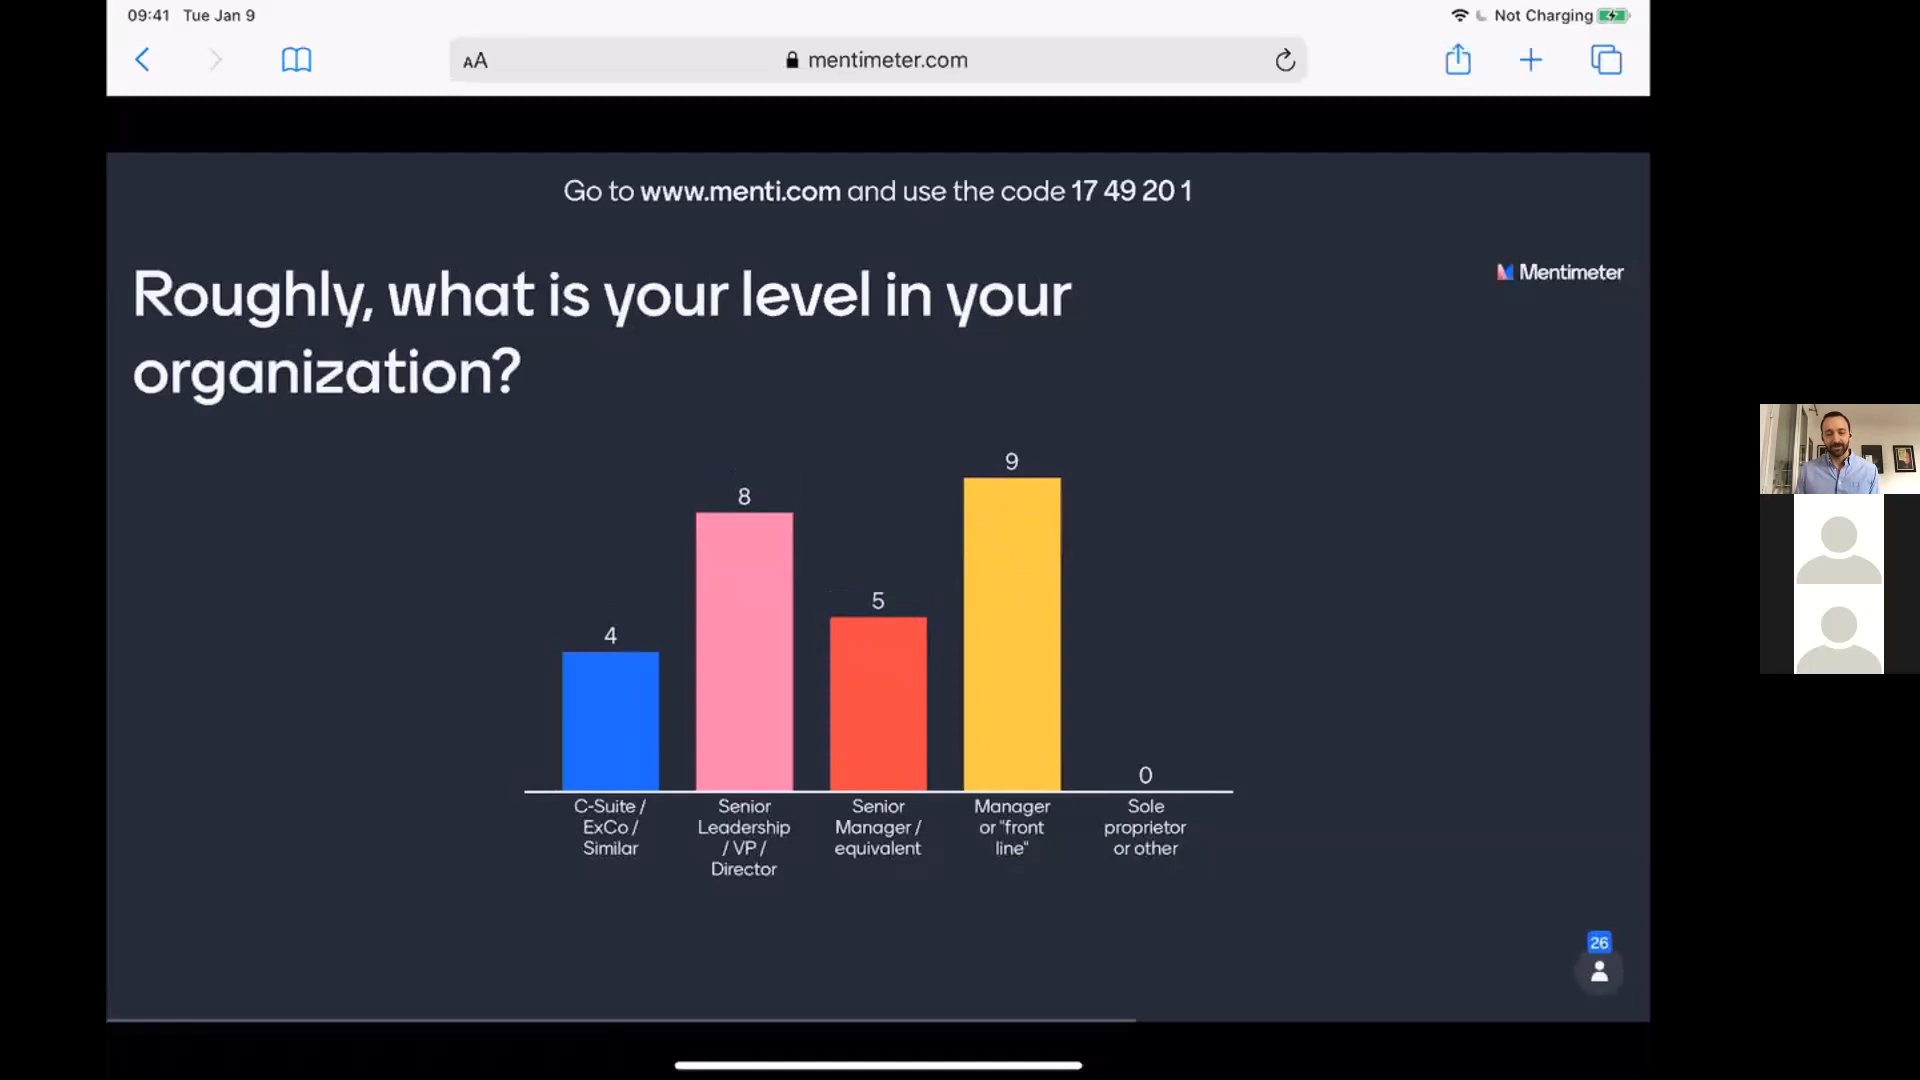 09:41 Tue Jan 9
Not Charging
AA
mentimeter.com
Go to www.menti.com and use the code 17 49 20 1
Mentimeter
Roughly, what is your level in your
organization?
4
8
5
9
0
C-Suite /
ExCo /
Similar
Senior
Leadership
/ VP /
Director
Senior
Manager /
equivalent
Manager
or "front
line"
Sole
proprietor
or other
26